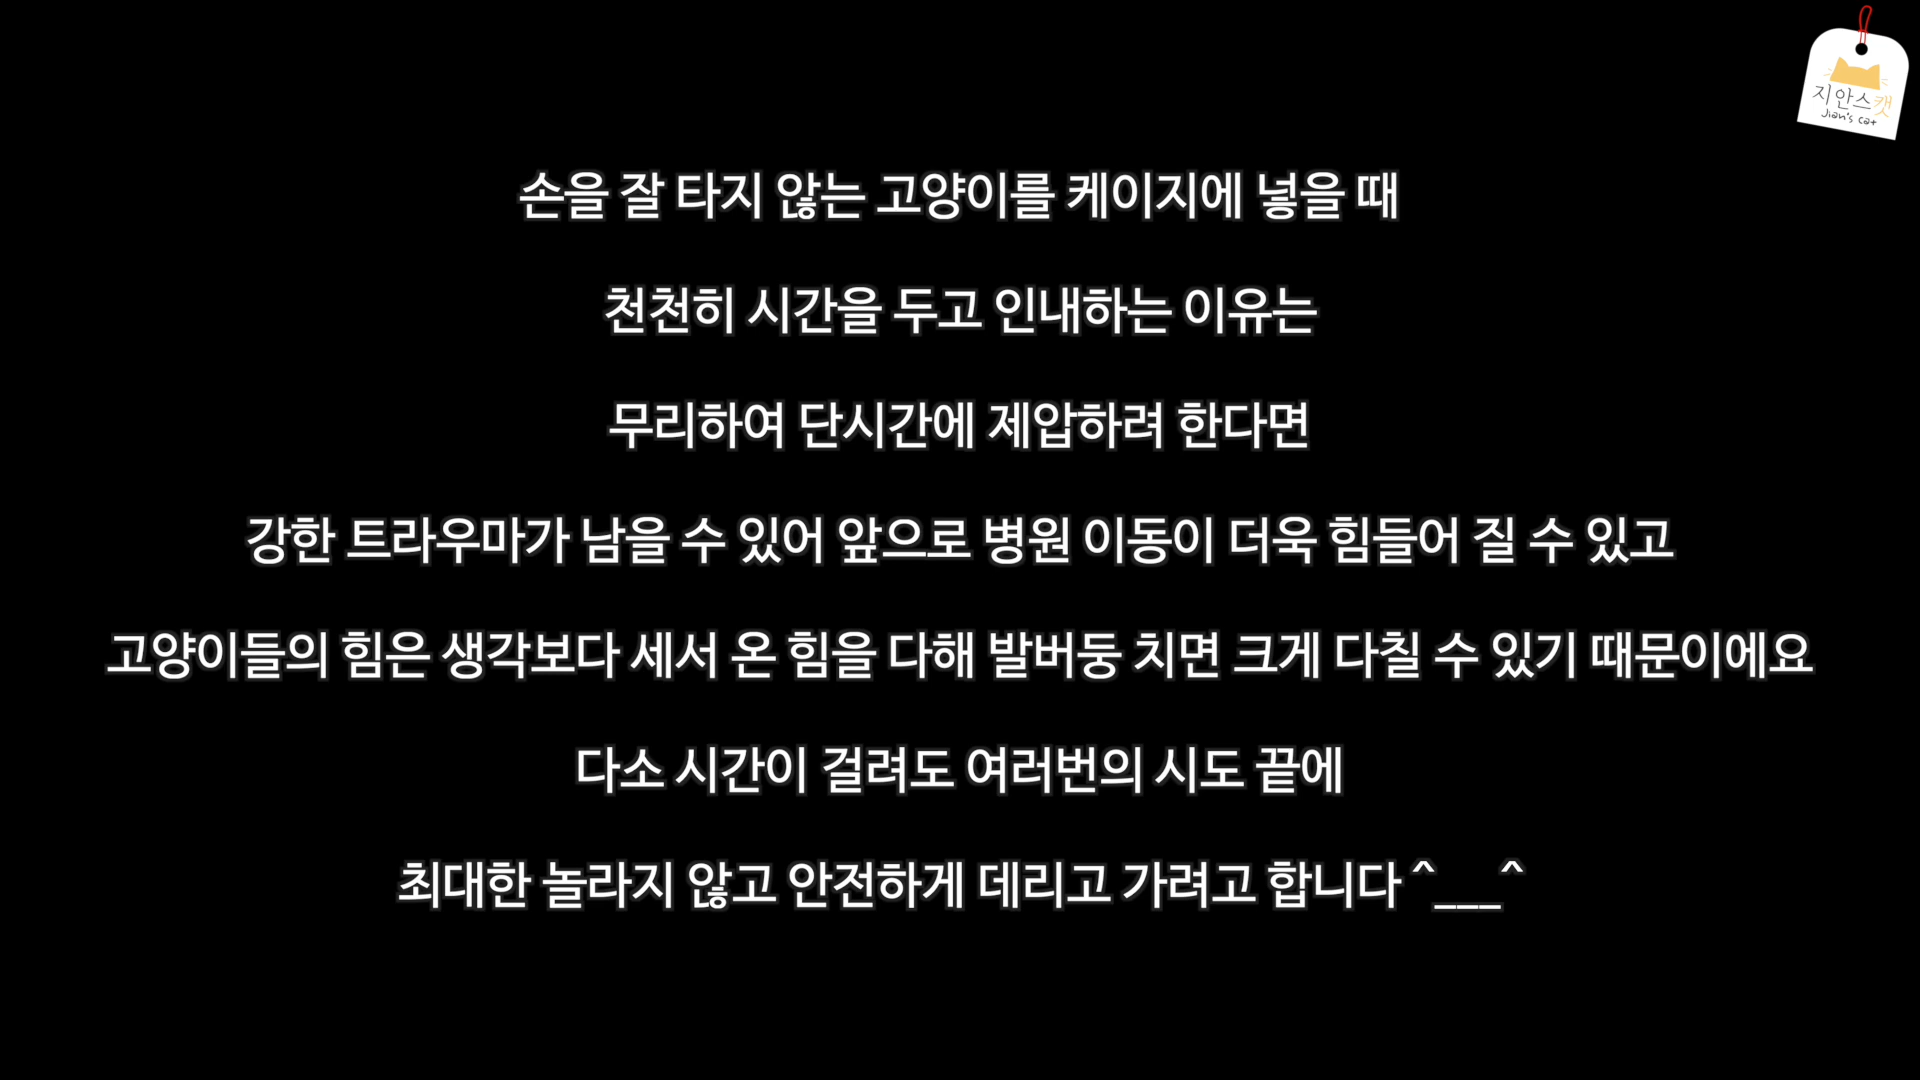 지안스캣
Jian's cat
손을 잘 타지 않는 고양이를 케이지에 넣을 때
천천히 시간을 두고 인내하는 이유는
무리하여 단시간에 제압하려 한다면
강한 트라우마가 남을 수 있어 앞으로 병원 이동이 더욱 힘들어 질 수 있고
고양이들의 힘은 생각보다 세서 온 힘을 다해 발버둥 치면 크게 다칠 수 있기 때문이에요
다소 시간이 걸려도 여러번의 시도 끝에
최대한 놀라지 않고 안전하게 데리고 가려고 합니다 ^___^